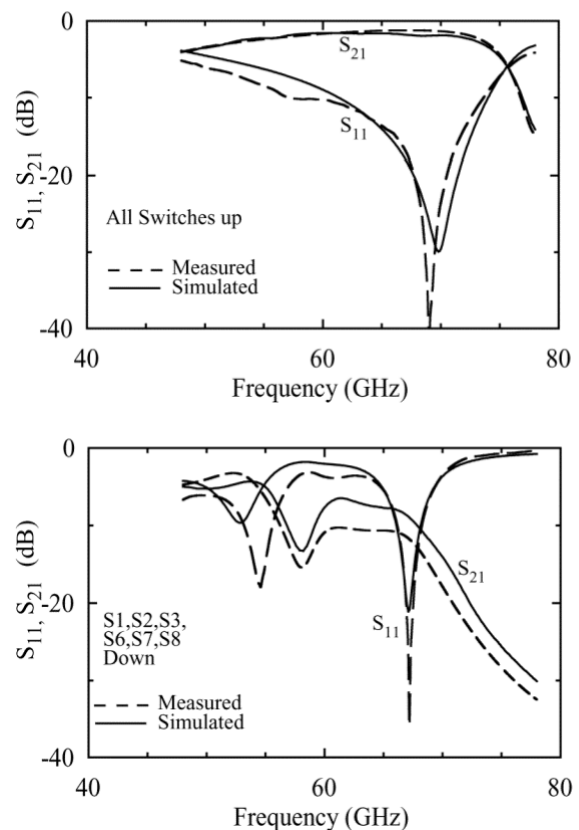 0
-20
-40
S11, S21 (dB)
S21
S11
All Switches up
Measured
Simulated
40
60
80
Frequency (GHz)
0
-20
-40
S11, S21 (dB)
S21
S11
S1,S2,S3,
S6,S7,S8
Down
Measured
Simulated
40
60
80
Frequency (GHz)